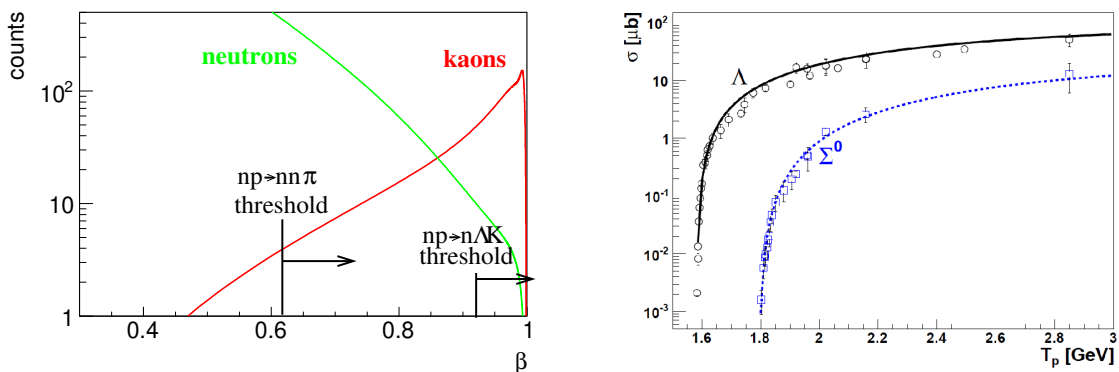 counts
10²
10
1
0.4
0.6
0.8
1
β
neutrons
kaons
np→nnπ
threshold
np→nΛK
threshold
σ [μb]
10²
10
1
10⁻¹
10⁻²
10⁻³
1.6
1.8
2
2.2
2.4
2.6
2.8
3
T_p [GeV]
Λ
Σ⁰